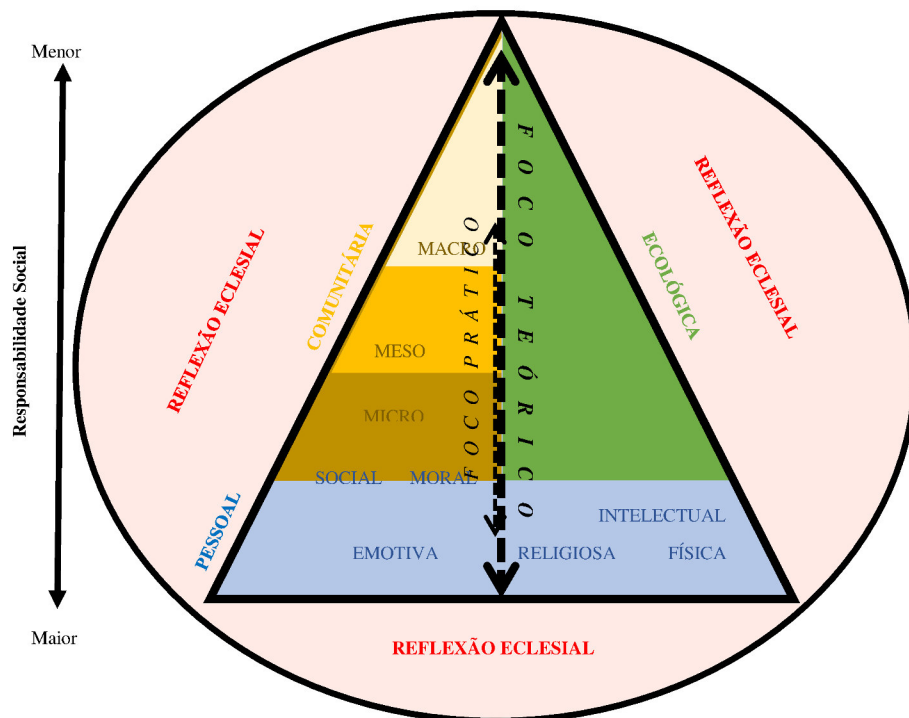 Menor
Responsabilidade Social
Maior
REFLEXÃO ECLESIAL
REFLEXÃO ECLESIAL
COMUNITÁRIA
ECOLÓGICA
PESSOAL
FOCO TEÓRICO
FOCO PRÁTICO
MACRO
MESO
MICRO
SOCIAL MORAL
INTELECTUAL
EMOTIVA RELIGIOSA FÍSICA
REFLEXÃO ECLESIAL